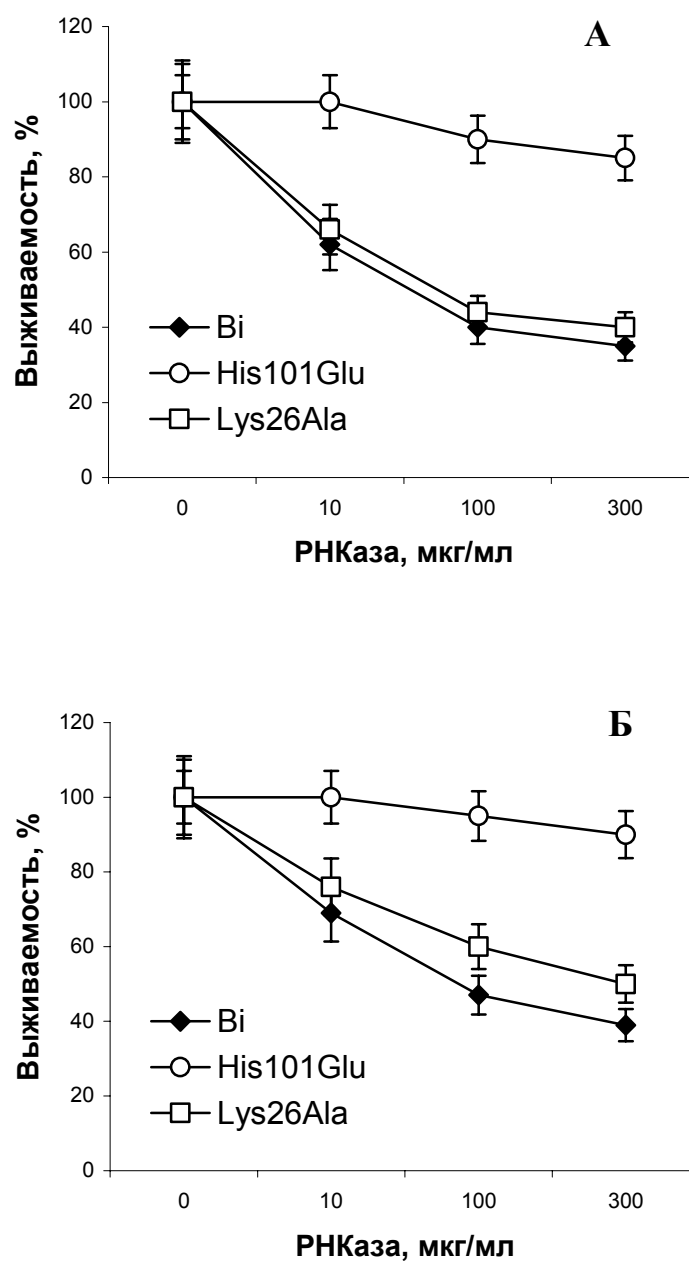 А
120
100
80
60
40
20
0
Выживаемость, %
Bi
His101Glu
Lys26Ala
0 10 100 300
РНКаза, мкг/мл
Б
120
100
80
60
40
20
0
Выживаемость, %
Bi
His101Glu
Lys26Ala
0 10 100 300
РНКаза, мкг/мл